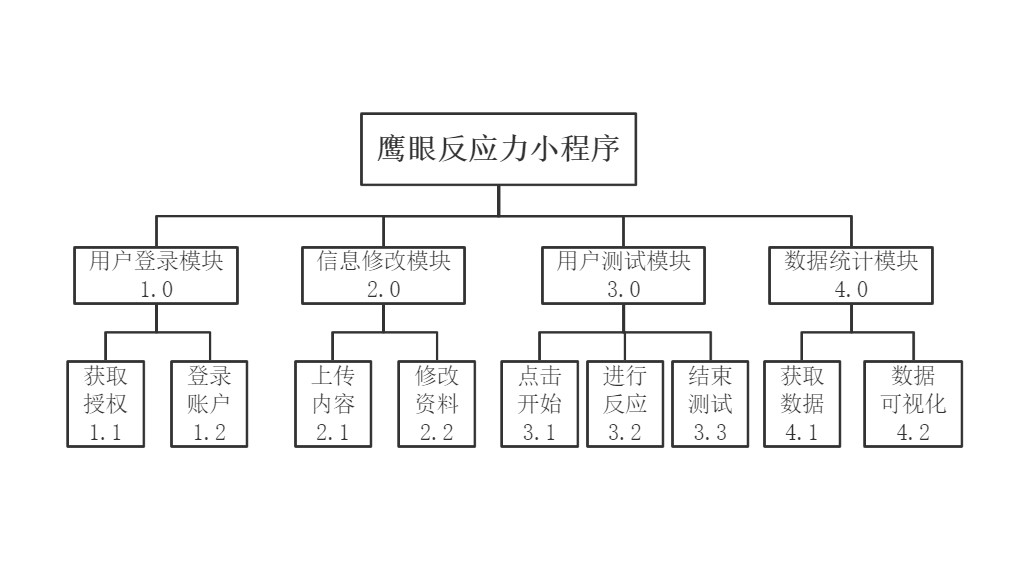 鹰眼反应力小程序
用户登录模块
1.0
信息修改模块
2.0
用户测试模块
3.0
数据统计模块
4.0
获取
授权
1.1
登录
账户
1.2
上传
内容
2.1
修改
资料
2.2
点击
开始
3.1
进行
反应
3.2
结束
测试
3.3
获取
数据
4.1
数据
可视化
4.2